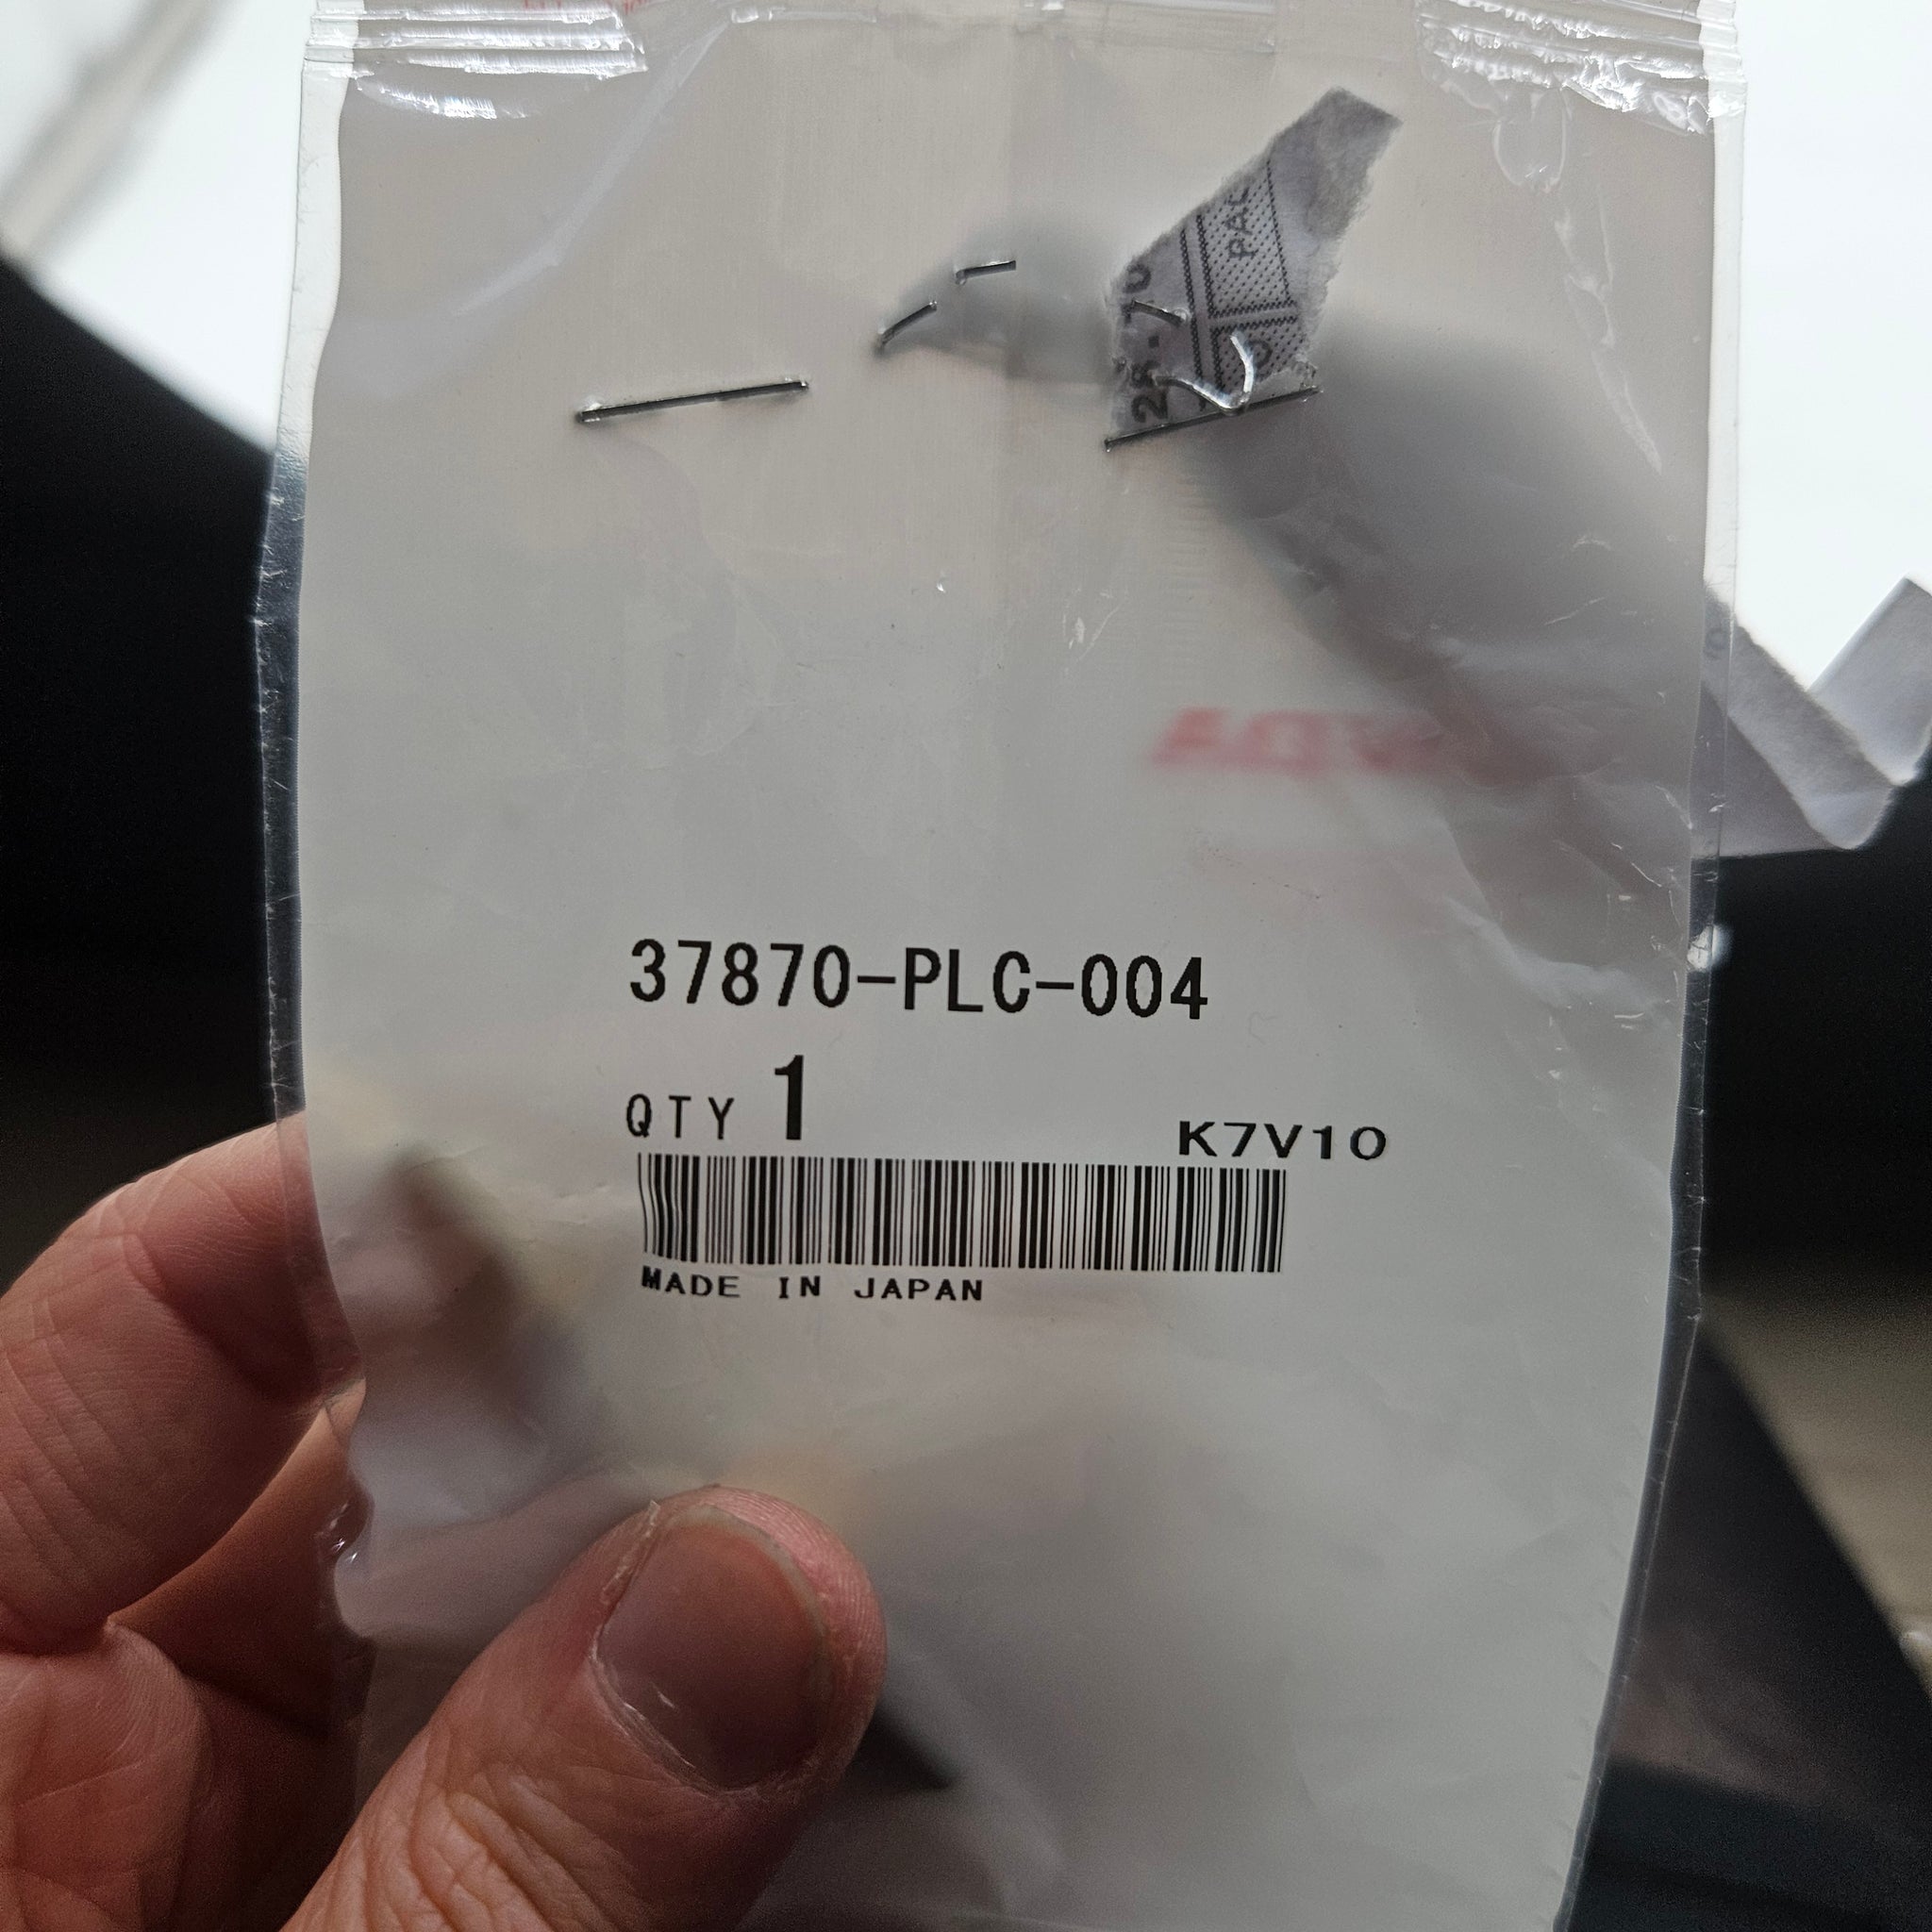 37870-PLC-004
QTY 1
K7V10
MADE IN JAPAN